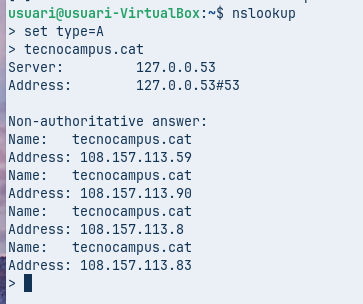 usuari@usuari-VirtualBox:~$ nslookup
> set type=A
> tecnocampus.cat
Server:         127.0.0.53
Address:        127.0.0.53#53

Non-authoritative answer:
Name:   tecnocampus.cat
Address: 108.157.113.59
Name:   tecnocampus.cat
Address: 108.157.113.90
Name:   tecnocampus.cat
Address: 108.157.113.8
Name:   tecnocampus.cat
Address: 108.157.113.83
>